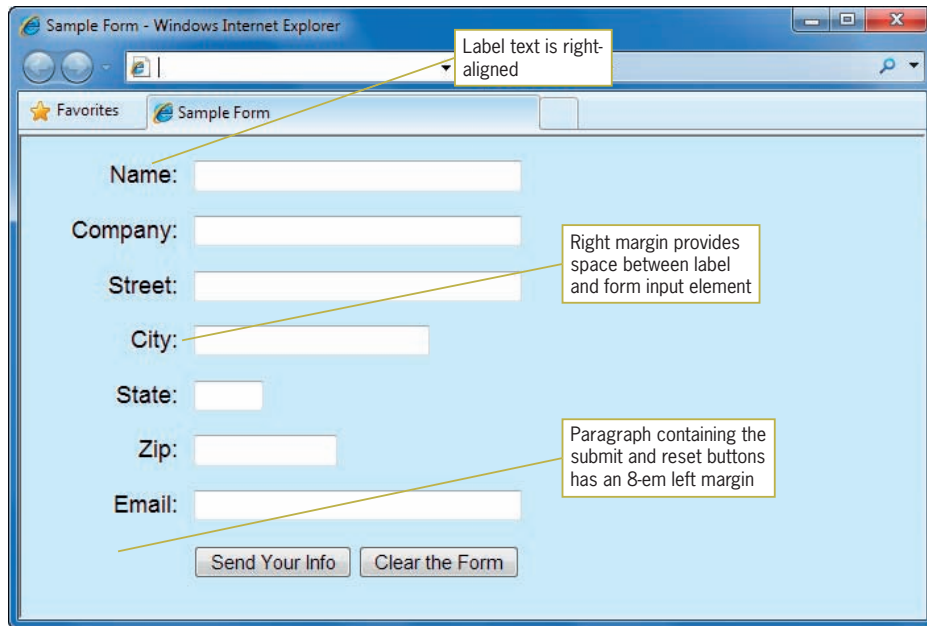 Sample Form - Windows Internet Explorer
Label text is right-
aligned
Favorites
Sample Form
Name:
Company:
Right margin provides
space between label
and form input element
Street:
City:
State:
Zip:
Paragraph containing the
submit and reset buttons
has an 8-em left margin
Email:
Send Your Info
Clear the Form